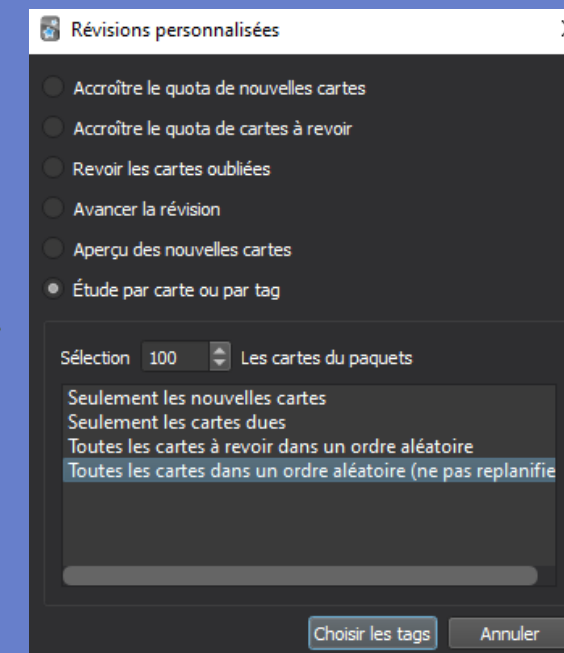 Révisions personnalisées
Accroître le quota de nouvelles cartes
Accroître le quota de cartes à revoir
Revoir les cartes oubliées
Avancer la révision
Aperçu des nouvelles cartes
Étude par carte ou par tag
Sélection 100 Les cartes du paquets
Seulement les nouvelles cartes
Seulement les cartes dues
Toutes les cartes à revoir dans un ordre aléatoire
Toutes les cartes dans un ordre aléatoire (ne pas replanifie
Choisir les tags Annuler